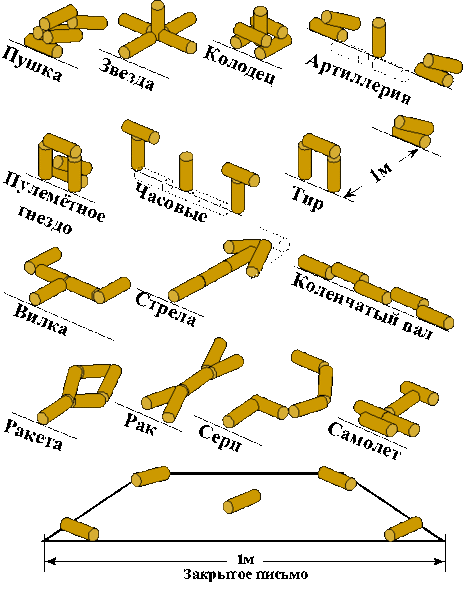 Пушка
Звезда
Колодец
Артиллерия
Пулемётное
гнездо
Часовые
Тир
1м
Вилка
Стрела
Коленчатый вал
Ракета
Рак
Серп
Самолет
1м
Закрытое письмо